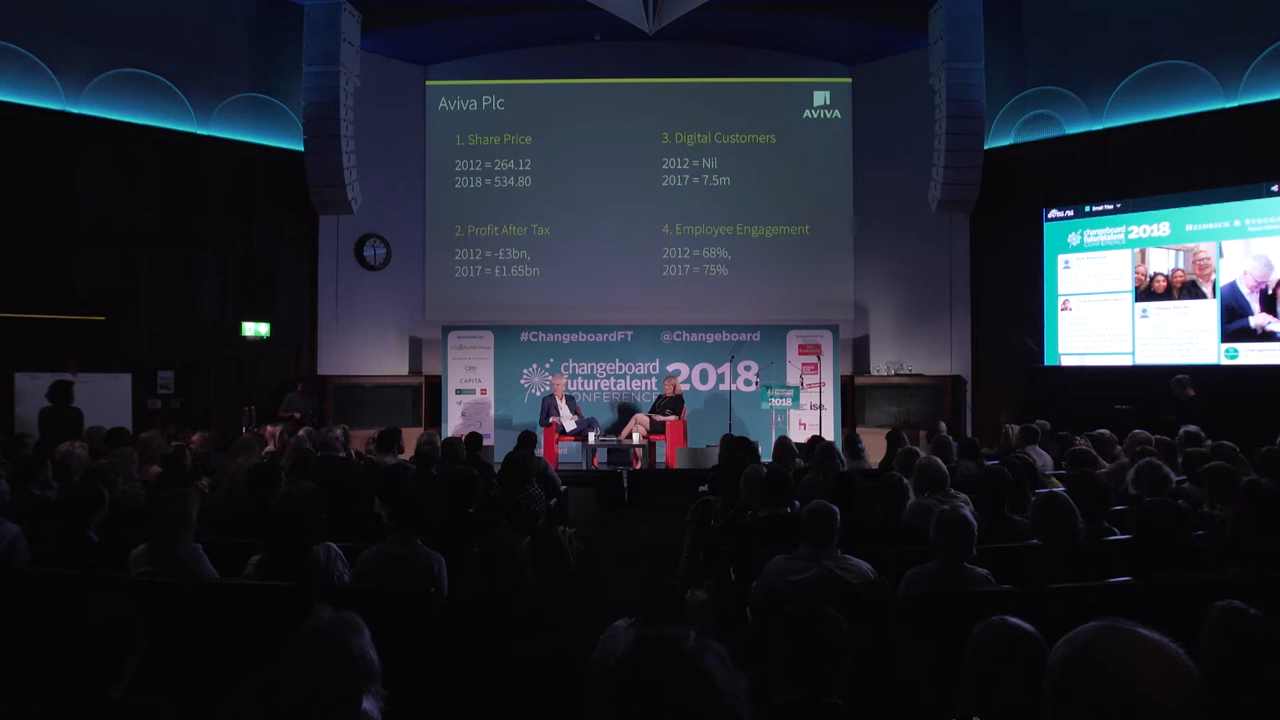 Aviva Plc
AVIVA
1. Share Price
2012 = 264.12
2018 = 534.80
2. Profit After Tax
2012 = -£3bn,
2017 = £1.65bn
3. Digital Customers
2012 = Nil
2017 = 7.5m
4. Employee Engagement
2012 = 68%,
2017 = 75%
#ChangeboardFT
@Changeboard
changeboard
futuretalent
CONFERENCE
2018
CAPITA
ise.
2018
changeboard
futuretalent
CONFERENCE
2018